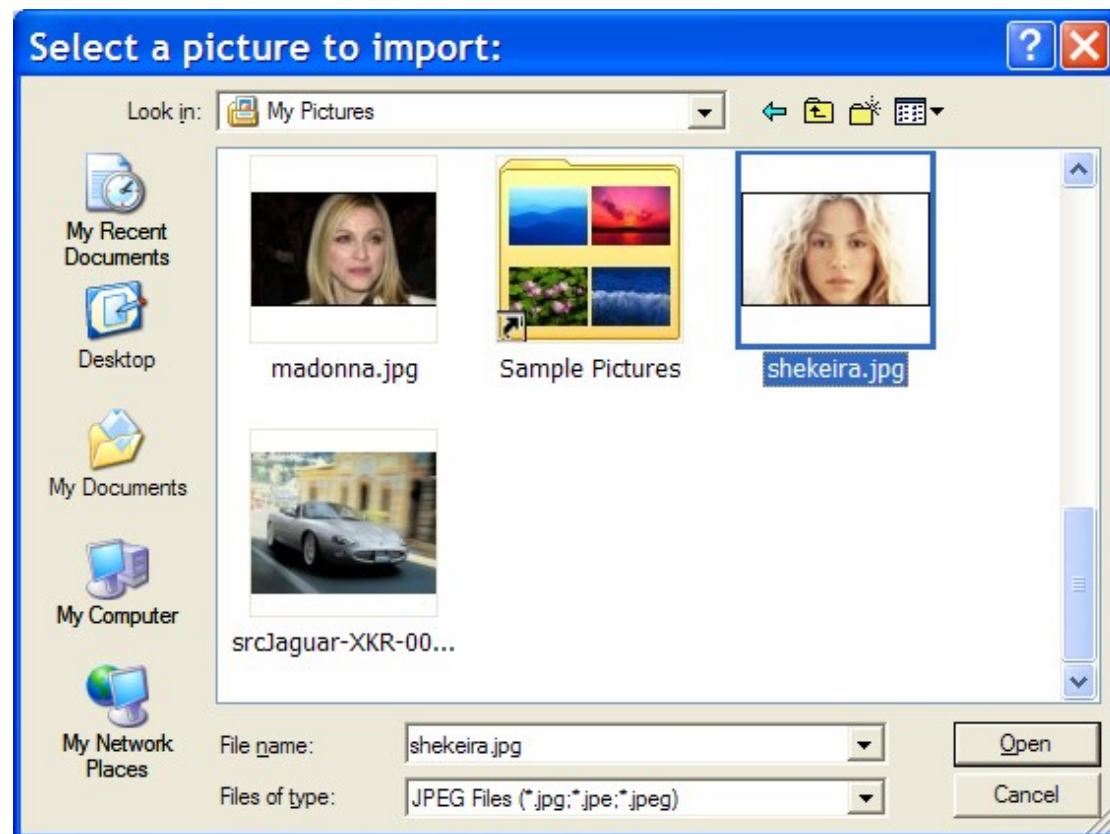 Select a picture to import:
Look in:
My Pictures
My Recent
Documents
Desktop
My Documents
My Computer
My Network
Places
madonna.jpg
Sample Pictures
shekeira.jpg
srcJaguar-XKR-00...
File name:
shekeira.jpg
Open
Files of type:
JPEG Files (*.jpg;*.jpe;*.jpeg)
Cancel